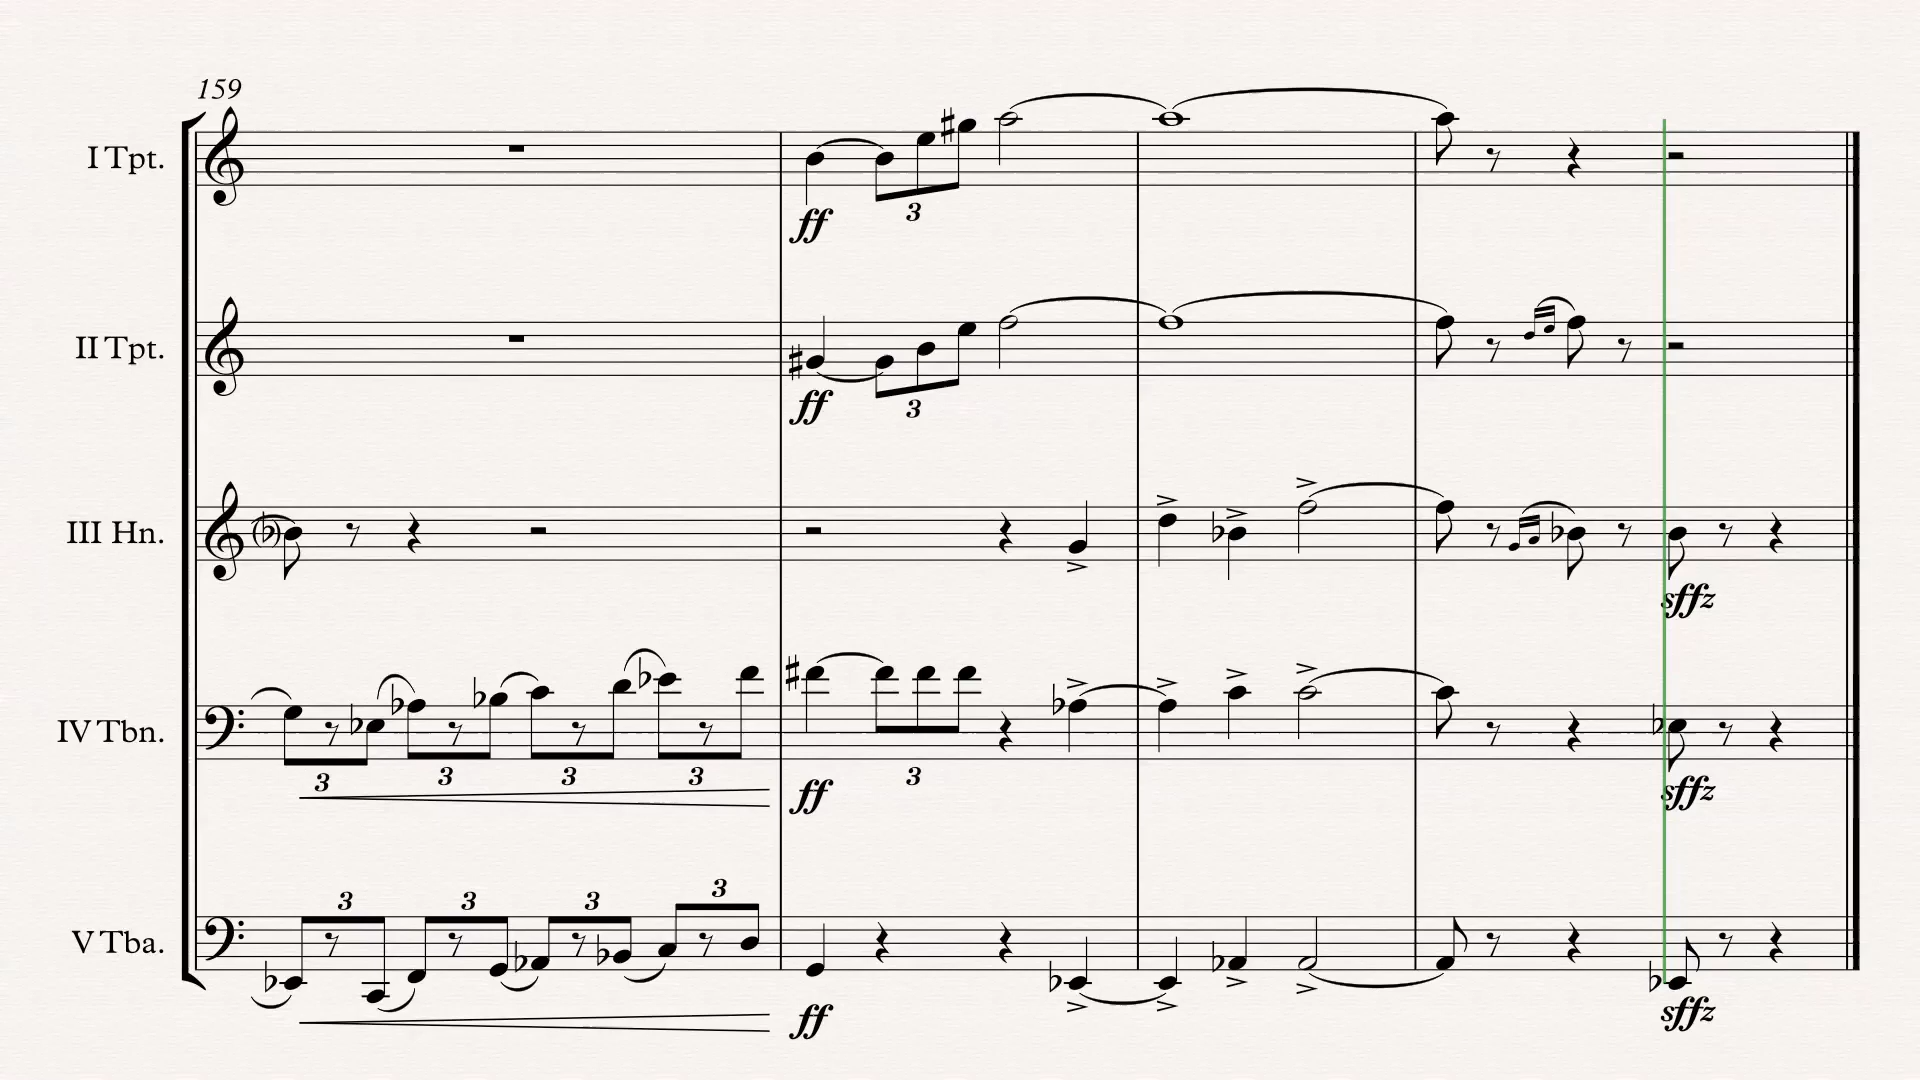 159
I Tpt.
ff
3
II Tpt.
ff
3
III Hn.
sffz
IV Tbn.
3 3 3 3
ff
3
sffz
3 3 3 3
V Tba.
ff
sffz